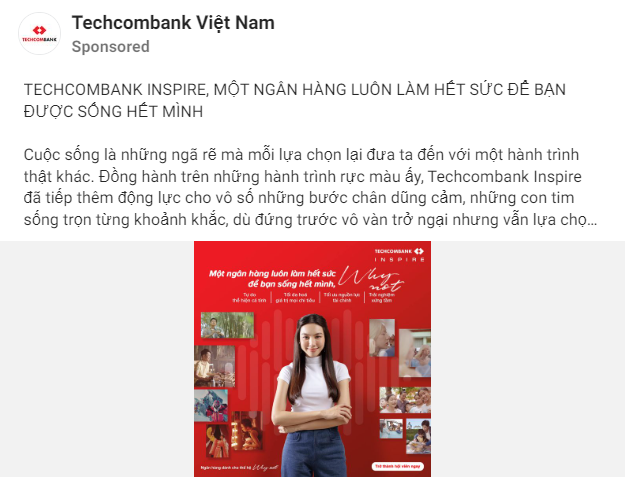 Techcombank Việt Nam
Sponsored
TECHCOMBANK
TECHCOMBANK INSPIRE, MỘT NGÂN HÀNG LUÔN LÀM HẾT SỨC ĐỂ BẠN
ĐƯỢC SỐNG HẾT MÌNH
Cuộc sống là những ngã rẽ mà mỗi lựa chọn lại đưa ta đến với một hành trình
thật khác. Đồng hành trên những hành trình rực màu ấy, Techcombank Inspire
đã tiếp thêm động lực cho vô số những bước chân dũng cảm, những con tim
sống trọn từng khoảnh khắc, dù đứng trước vô vàn trở ngại nhưng vẫn lựa chọ...
TECHCOMBANK
INSPIRE
Một ngân hàng luôn làm hết sức
để bạn sống hết mình,
Why not
Tự do
thể hiện cá tính
Tối đa hoá
giá trị mọi chi tiêu
Tối ưu nguồn lực
tài chính
Trải nghiệm
xứng tầm
Ngân hàng dành cho thế hệ Why not
Trở thành hội viên ngay